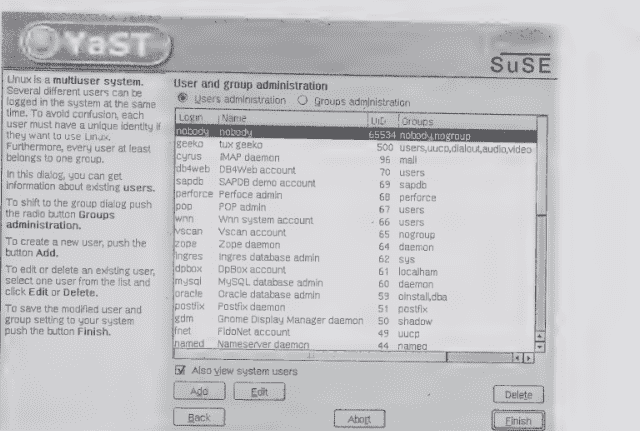 YaST
SuSE
Linux is a multiuser system.
Several different users can be
logged in the system at the same
time. To avoid confusion, each
user must have a unique identity if
they want to use Linux.
Furthermore, every user at least
belongs to one group.
In this dialog, you can get
information about existing users.
To shift to the group dialog push
the radio button Groups
administration.
To create a new user, push the
button Add.
To edit or delete an existing user,
select one user from the list and
click Edit or Delete.
To save the modified user and
group setting to your system
push the button Finish.
User and group administration
Users administration Groups administration
Login Name UID Groups
nobody nobody 65534 nobody,nogroup
geeko tux geeko 500 users,uucp,dialout,audio,video
cyrus IMAP daemon 96 mail
db4web DB4Web account 70 users
sapdb SAPDB demo account 69 sapdb
perforce Perfoce admin 68 perforce
pop POP admin 67 users
wnn Wnn system account 66 users
vscan Vscan account 65 nogroup
zope Zope daemon 64 daemon
ingres Ingres database admin 62 sys
dpbox DpBox account 61 localham
mysql MySQL database admin 60 daemon
oracle Oracle database admin 59 oinstall,dba
postfix Postfix daemon 51 postfix
gdm Gnome Display Manager daemon 50 shadow
fnet FidoNet account 49 uucp
named Nameserver daemon 44 named
Also view system users
Add Edit Delete
Back Abort Finish